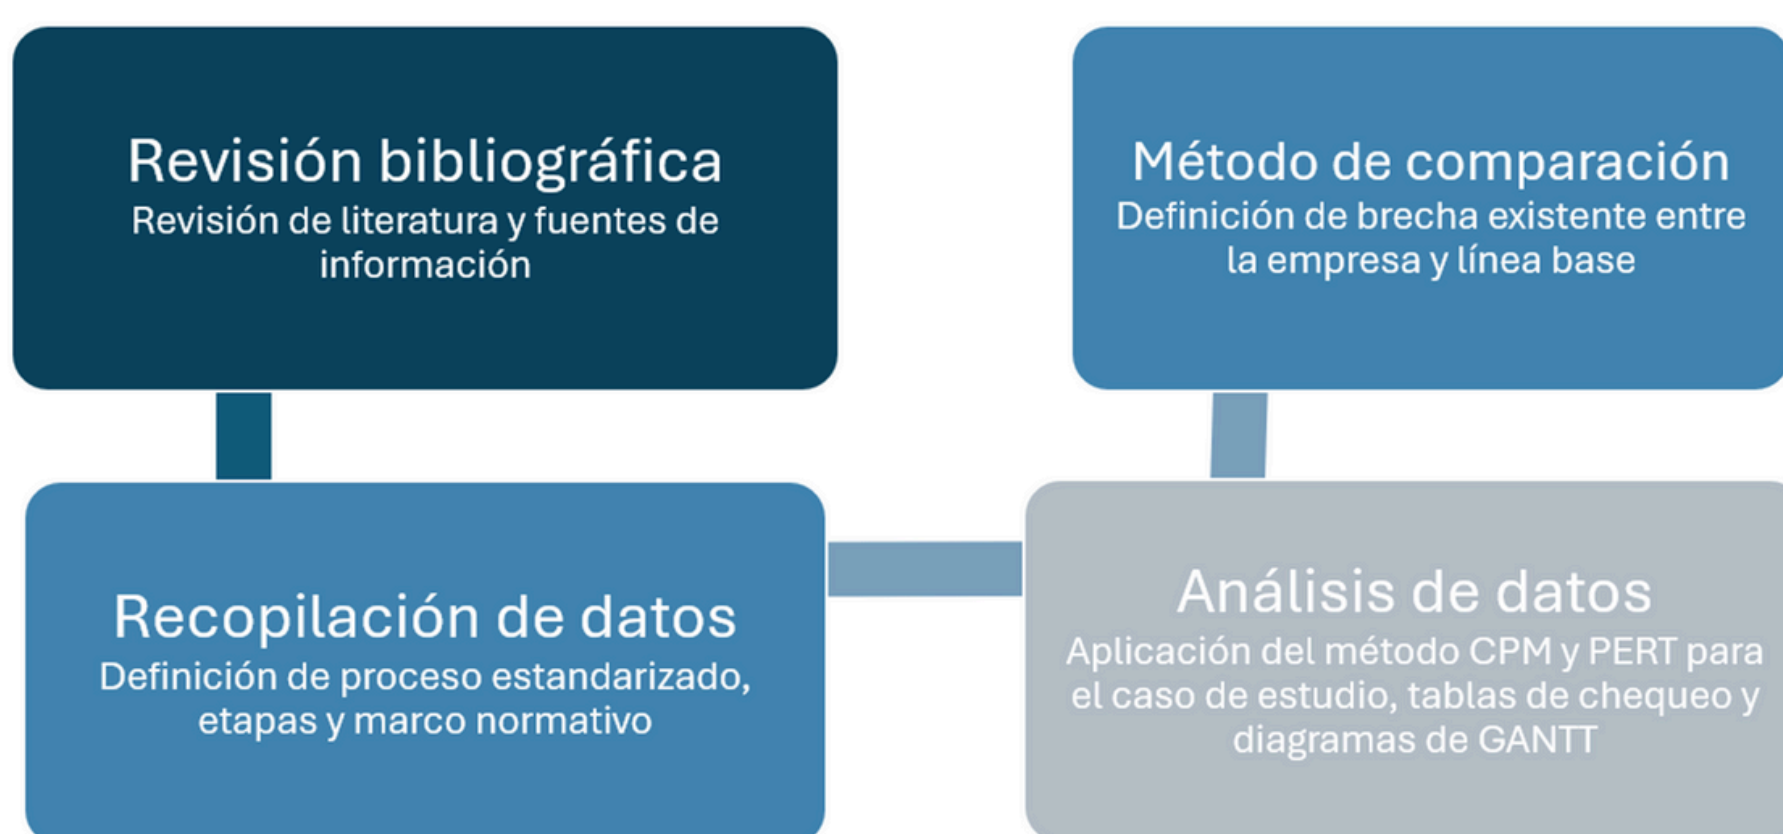 Revisión bibliográfica
Revisión de literatura y fuentes de
información
Recopilación de datos
Definición de proceso estandarizado,
etapas y marco normativo
Análisis de datos
Aplicación del método CPM y PERT para
el caso de estudio, tablas de chequeo y
diagramas de GANTT
Método de comparación
Definición de brecha existente entre
la empresa y línea base